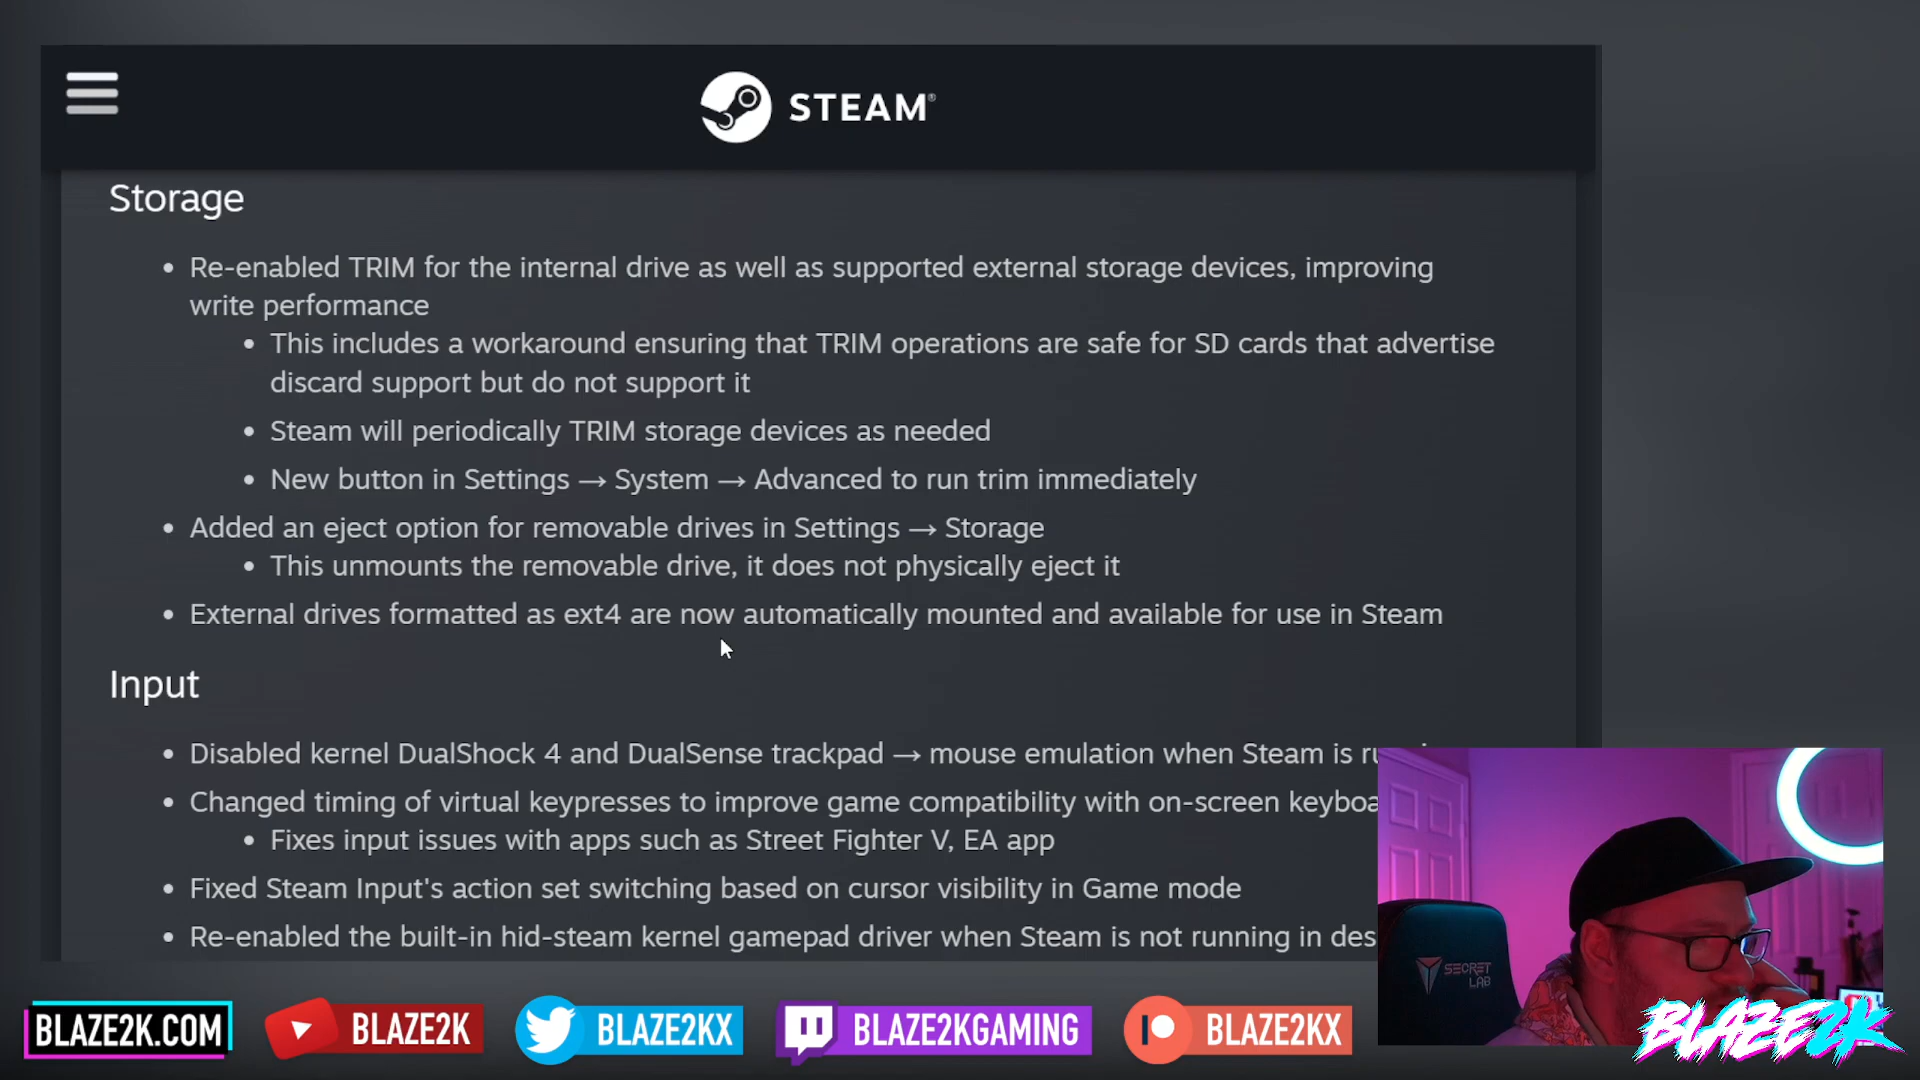 STEAM®
Storage
• Re-enabled TRIM for the internal drive as well as supported external storage devices, improving
write performance
• This includes a workaround ensuring that TRIM operations are safe for SD cards that advertise
discard support but do not support it
• Steam will periodically TRIM storage devices as needed
• New button in Settings → System → Advanced to run trim immediately
• Added an eject option for removable drives in Settings → Storage
• This unmounts the removable drive, it does not physically eject it
• External drives formatted as ext4 are now automatically mounted and available for use in Steam
Input
• Disabled kernel DualShock 4 and DualSense trackpad → mouse emulation when Steam is
• Changed timing of virtual keypresses to improve game compatibility with on-screen keyboa
• Fixes input issues with apps such as Street Fighter V, EA app
• Fixed Steam Input's action set switching based on cursor visibility in Game mode
• Re-enabled the built-in hid-steam kernel gamepad driver when Steam is not running in des
SECRET
LAB
BLAZE2K.COM
BLAZE2K
BLAZE2KX
BLAZE2KGAMING
BLAZE2KX
BLAZE2K